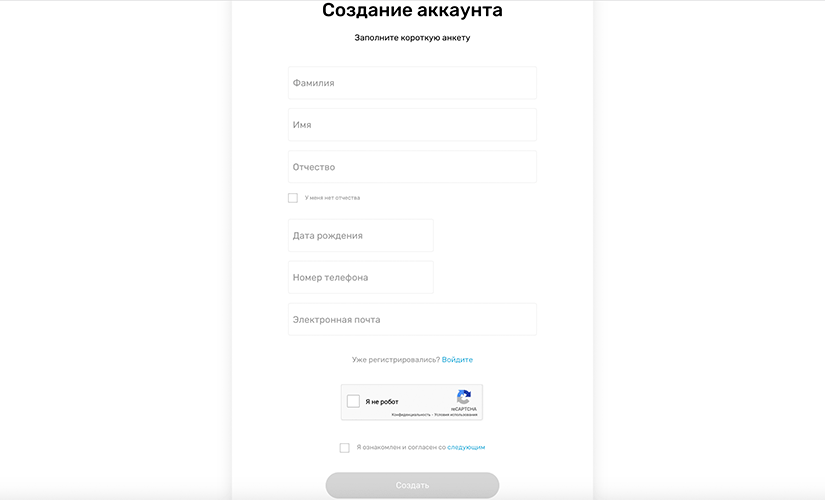 Создание аккаунта
Заполните короткую анкету
Фамилия
Имя
Отчество
У меня нет отчества
Дата рождения
Номер телефона
Электронная почта
Уже регистрировались? Войдите
Я не робот
reCAPTCHA
Конфиденциальность - Условия использования
Я ознакомлен и согласен со следующим
Создать